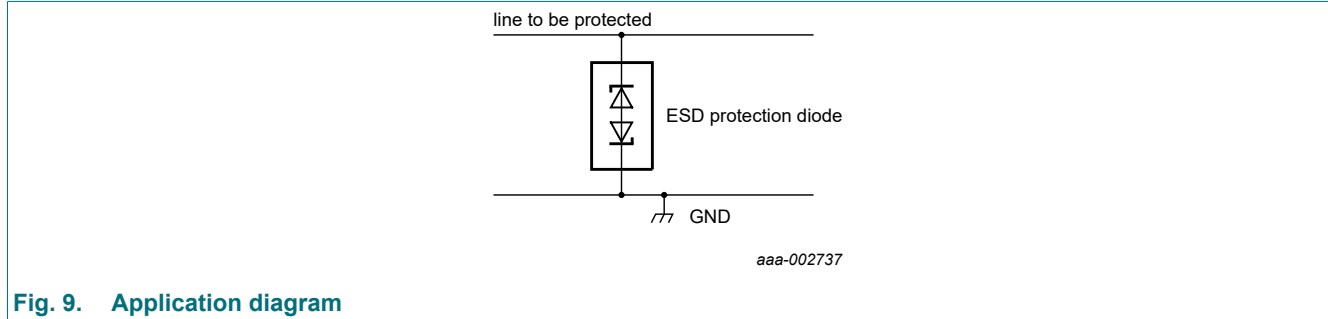 line to be protected
ESD protection diode
GND
aaa-002737
Fig. 9. Application diagram